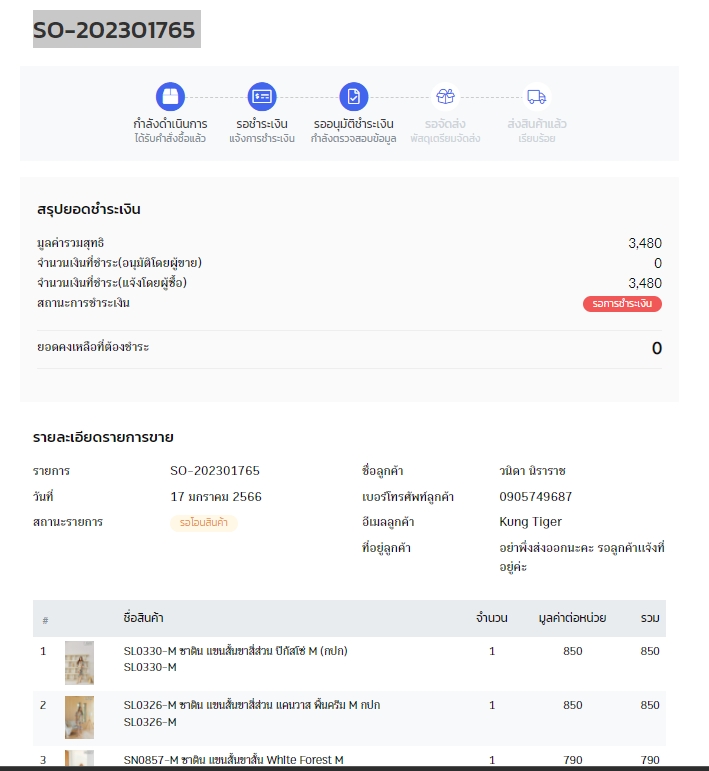 SO-202301765
กำลังดำเนินการ
ได้รับคำสั่งซื้อแล้ว
รอชำระเงิน
แจ้งการชำระเงิน
รออนุมัติชำระเงิน
กำลังตรวจสอบข้อมูล
รอจัดส่ง
พัสดุเตรียมจัดส่ง
ส่งสินค้าแล้ว
เรียบร้อย
สรุปยอดชำระเงิน
มูลค่ารวมสุทธิ 3,480
จำนวนเงินที่ชำระ(อนุมัติโดยผู้ขาย) 0
จำนวนเงินที่ชำระ(แจ้งโดยผู้ซื้อ) 3,480
สถานะการชำระเงิน รอการชำระเงิน
ยอดคงเหลือที่ต้องชำระ 0
รายละเอียดรายการขาย
รายการ SO-202301765
วันที่ 17 มกราคม 2566
สถานะรายการ รอโอนสินค้า
ชื่อลูกค้า วนิดา นิราราช
เบอร์โทรศัพท์ลูกค้า 0905749687
อีเมลลูกค้า Kung Tiger
ที่อยู่ลูกค้า อย่าพึ่งส่งออกนะคะ รอลูกค้าแจ้งที่
อยู่ค่ะ
# ชื่อสินค้า จำนวน มูลค่าต่อหน่วย รวม
1 SL0330-M ซาติน แขนสั้นขาสี่ส่วน ปิกัสโซ่ M (กปก) 1 850 850
SL0330-M
2 SL0326-M ซาติน แขนสั้นขาสี่ส่วน แคนวาส พื้นครีม M กปก 1 850 850
SL0326-M
3 SN0857-M ซาติน แขนสั้นขาสั้น White Forest M 1 790 790